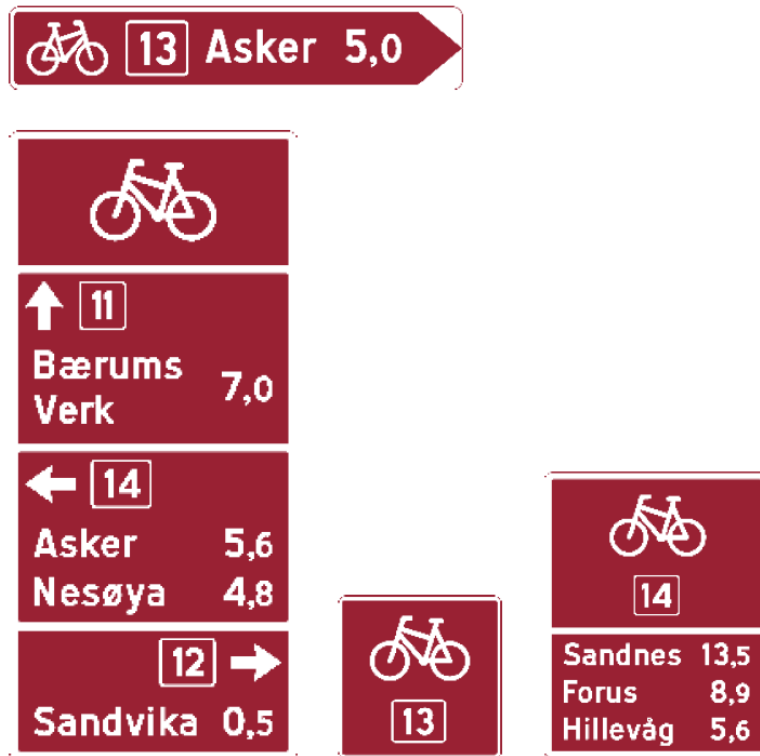 13 Asker 5,0
11
Bærums
Verk 7,0
14
Asker 5,6
Nesøya 4,8
12
Sandvika 0,5
13
14
Sandnes 13,5
Forus 8,9
Hillevåg 5,6